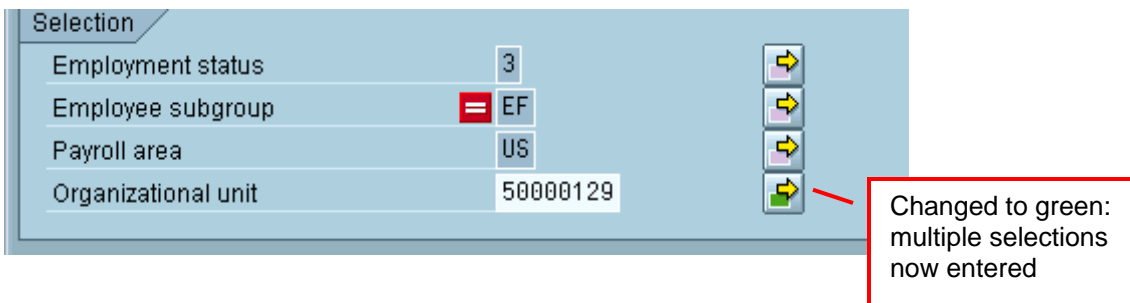 Selection
Employment status 3
Employee subgroup = EF
Payroll area US
Organizational unit 50000129
Changed to green:
multiple selections
now entered